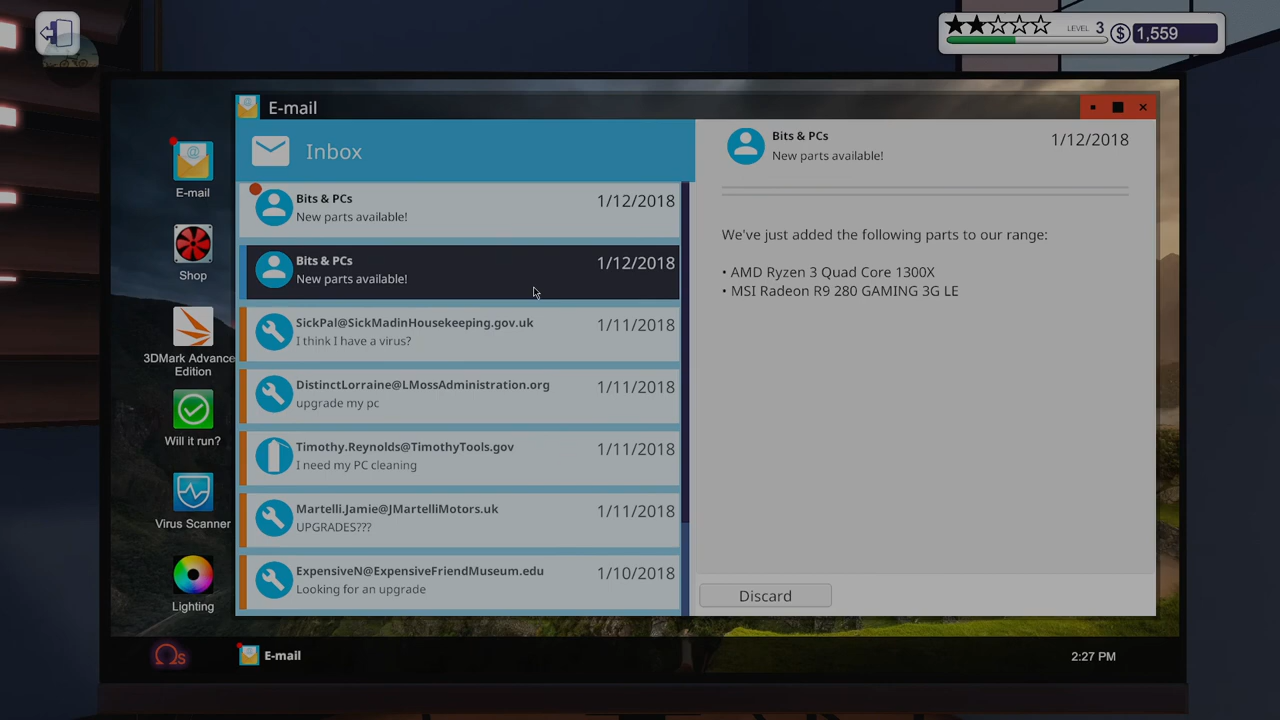 LEVEL 3 $ 1,559
E-mail
Inbox
Bits & PCs 1/12/2018
New parts available!
Bits & PCs 1/12/2018
New parts available!
SickPal@SickMadinHousekeeping.gov.uk 1/11/2018
I think I have a virus?
DistinctLorraine@LMossAdministration.org 1/11/2018
upgrade my pc
Timothy.Reynolds@TimothyTools.gov 1/11/2018
I need my PC cleaning
Martelli.Jamie@JMartelliMotors.uk 1/11/2018
UPGRADES???
ExpensiveN@ExpensiveFriendMuseum.edu 1/10/2018
Looking for an upgrade
Bits & PCs 1/12/2018
New parts available!
We've just added the following parts to our range:
• AMD Ryzen 3 Quad Core 1300X
• MSI Radeon R9 280 GAMING 3G LE
Discard
E-mail
Shop
3DMark Advance
Edition
Will it run?
Virus Scanner
Lighting
Ωs E-mail 2:27 PM